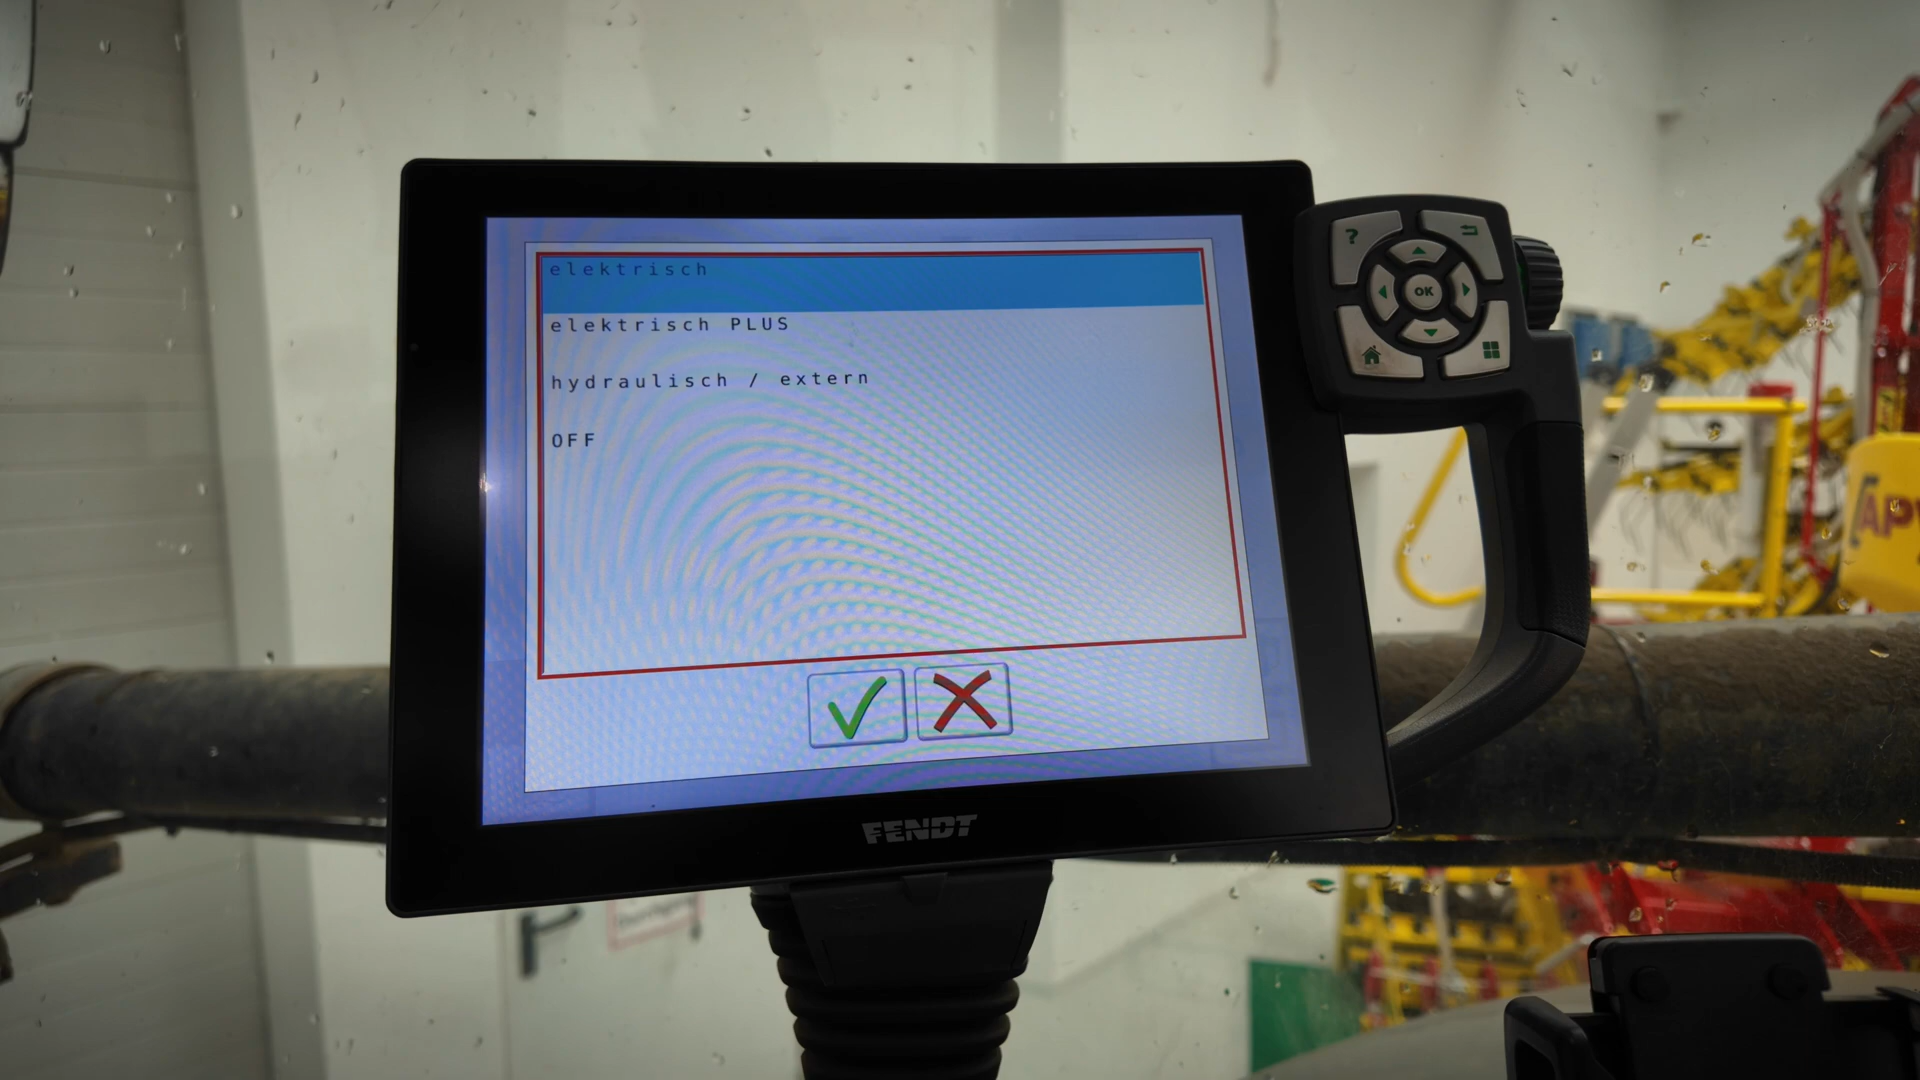 elektrisch
elektrisch PLUS
hydraulisch / extern
OFF
?
OK
FENDT